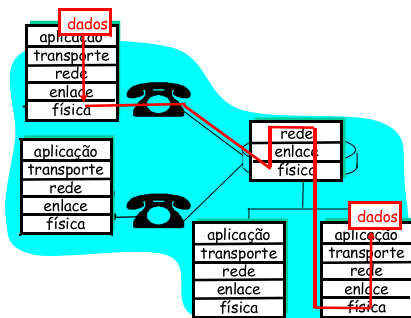 dados
aplicação
transporte
rede
enlace
física
aplicação
transporte
rede
enlace
física
rede
enlace
física
aplicação
transporte
rede
enlace
física
dados
aplicação
transporte
rede
enlace
física